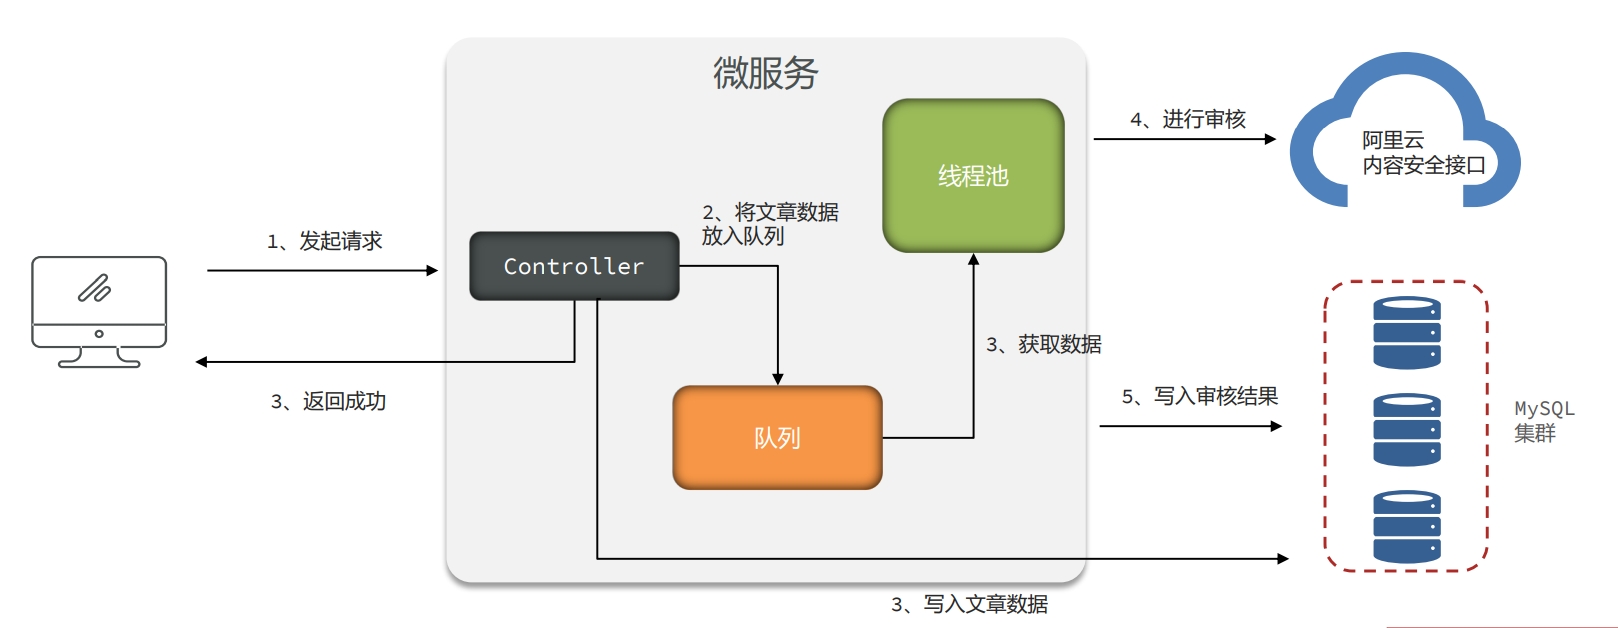 微服务
4、进行审核
阿里云
内容安全接口
线程池
2、将文章数据
放入队列
1、发起请求
Controller
3、获取数据
3、返回成功
5、写入审核结果
MySQL
集群
队列
3、写入文章数据